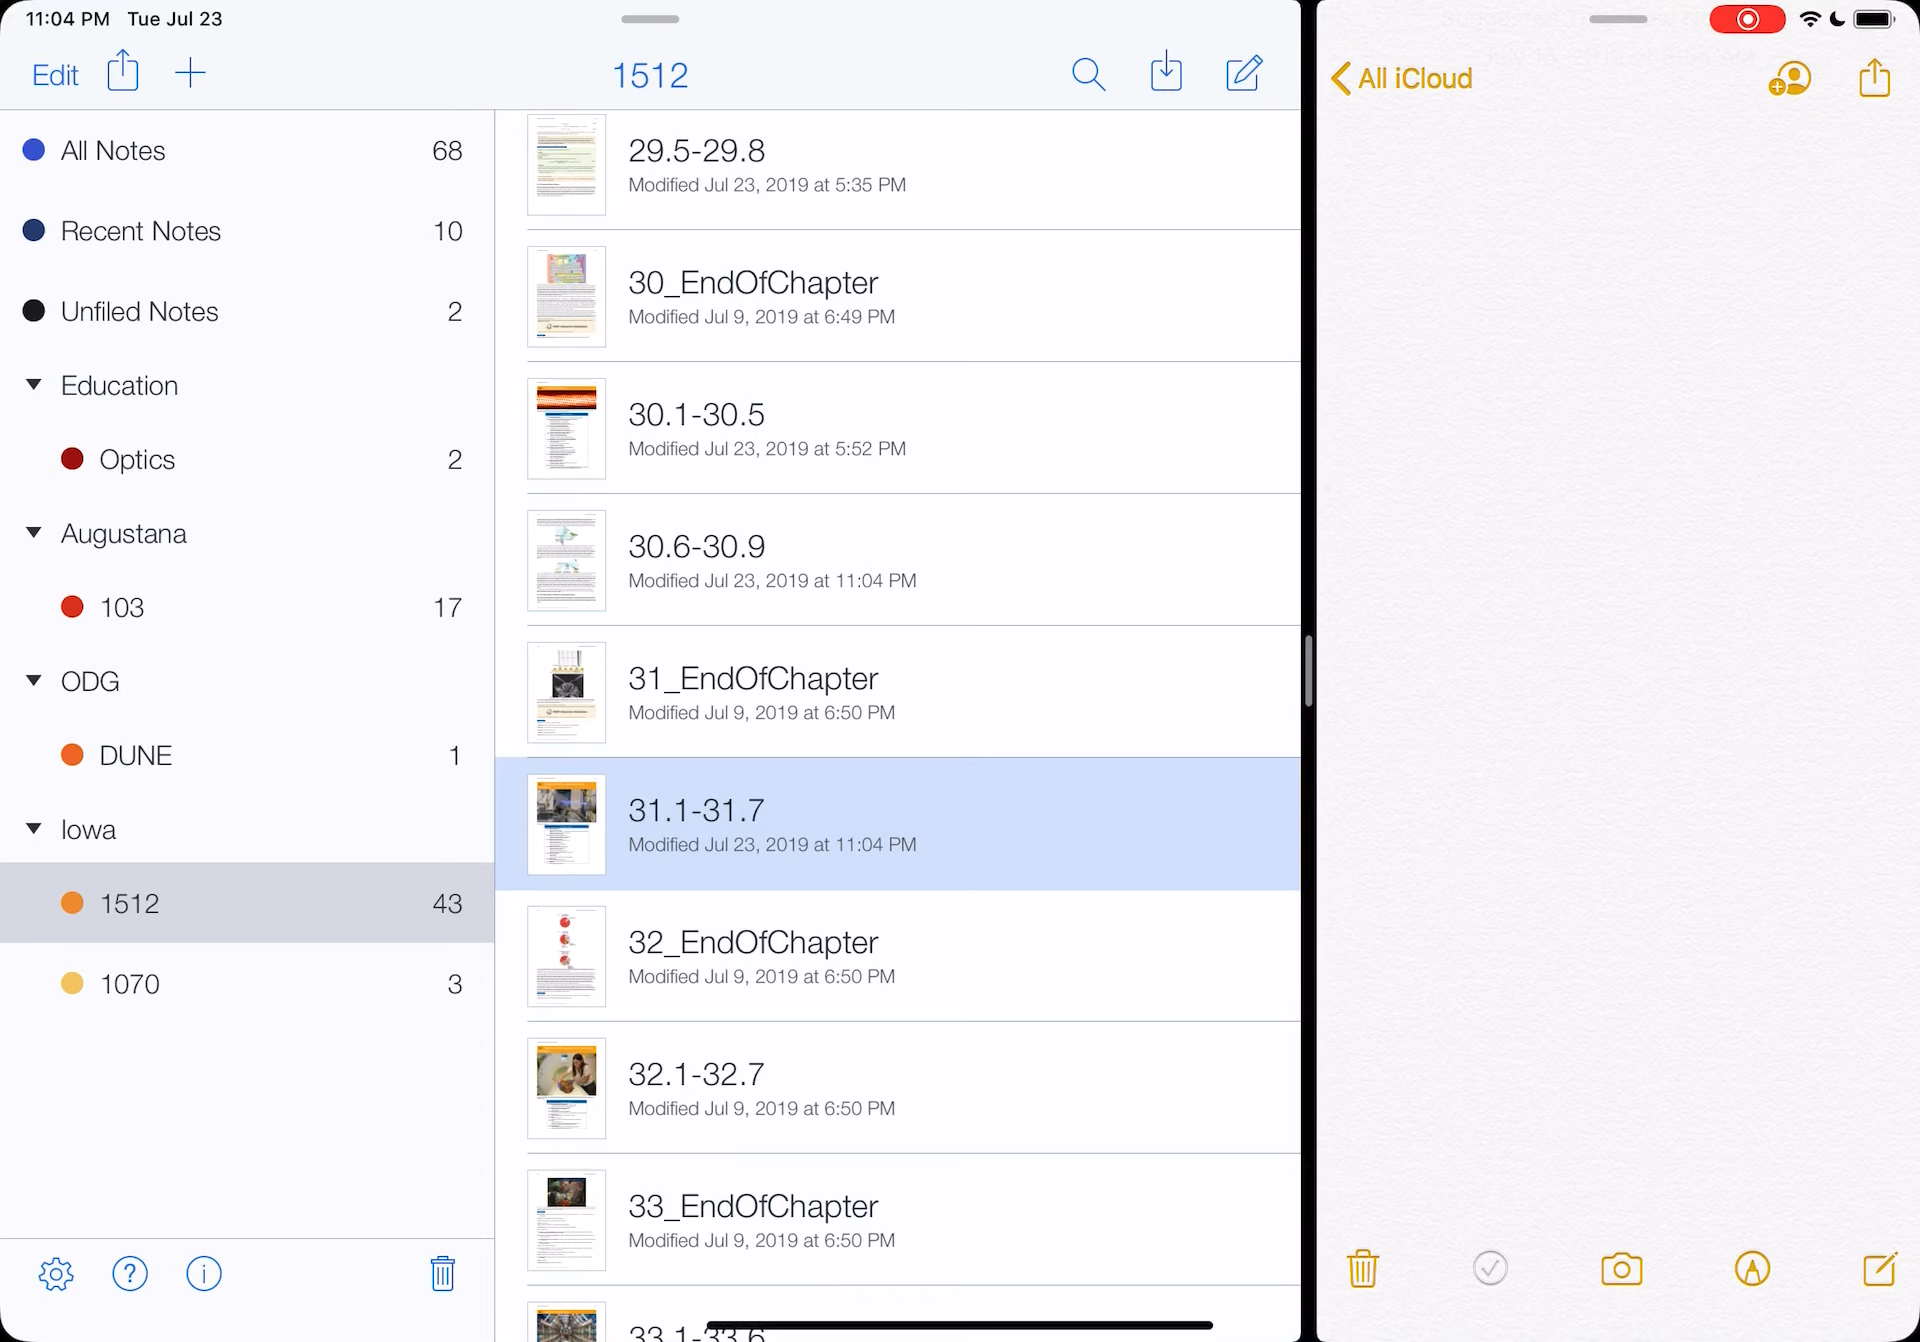 11:04 PM Tue Jul 23
Edit
1512
All iCloud
All Notes 68
Recent Notes 10
Unfiled Notes 2
Education
Optics 2
Augustana
103 17
ODG
DUNE 1
Iowa
1512 43
1070 3
29.5-29.8
Modified Jul 23, 2019 at 5:35 PM
30_EndOfChapter
Modified Jul 9, 2019 at 6:49 PM
30.1-30.5
Modified Jul 23, 2019 at 5:52 PM
30.6-30.9
Modified Jul 23, 2019 at 11:04 PM
31_EndOfChapter
Modified Jul 9, 2019 at 6:50 PM
31.1-31.7
Modified Jul 23, 2019 at 11:04 PM
32_EndOfChapter
Modified Jul 9, 2019 at 6:50 PM
32.1-32.7
Modified Jul 9, 2019 at 6:50 PM
33_EndOfChapter
Modified Jul 9, 2019 at 6:50 PM
33.1-33.6